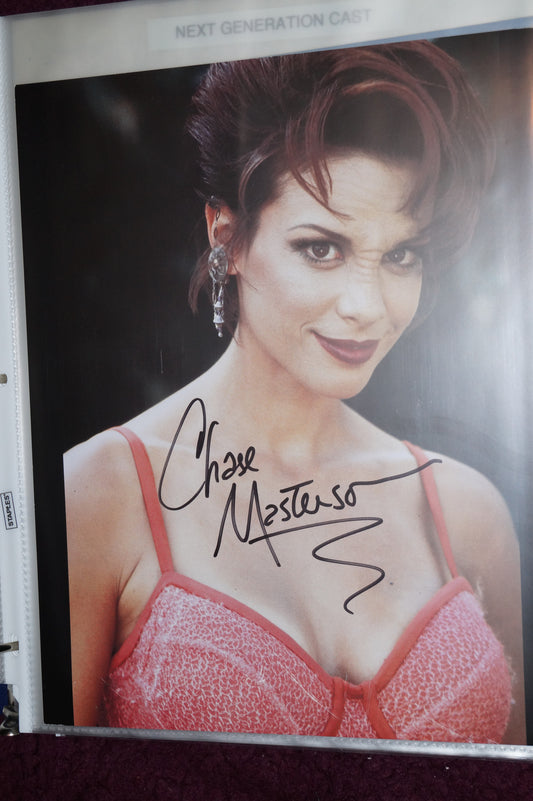 NEXT GENERATION CAST
Chase
Masterson
STAPLES